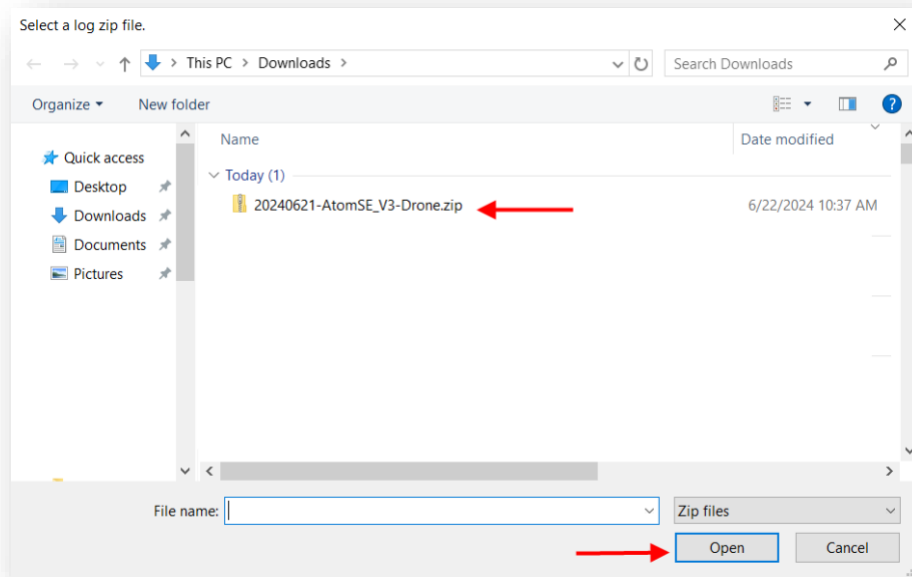 Select a log zip file.
This PC > Downloads >
Search Downloads
Organize
New folder
?
Name
Date modified
Quick access
Desktop
Downloads
Documents
Pictures
Today (1)
20240621-AtomSE_V3-Drone.zip
6/22/2024 10:37 AM
File name:
Zip files
Open
Cancel